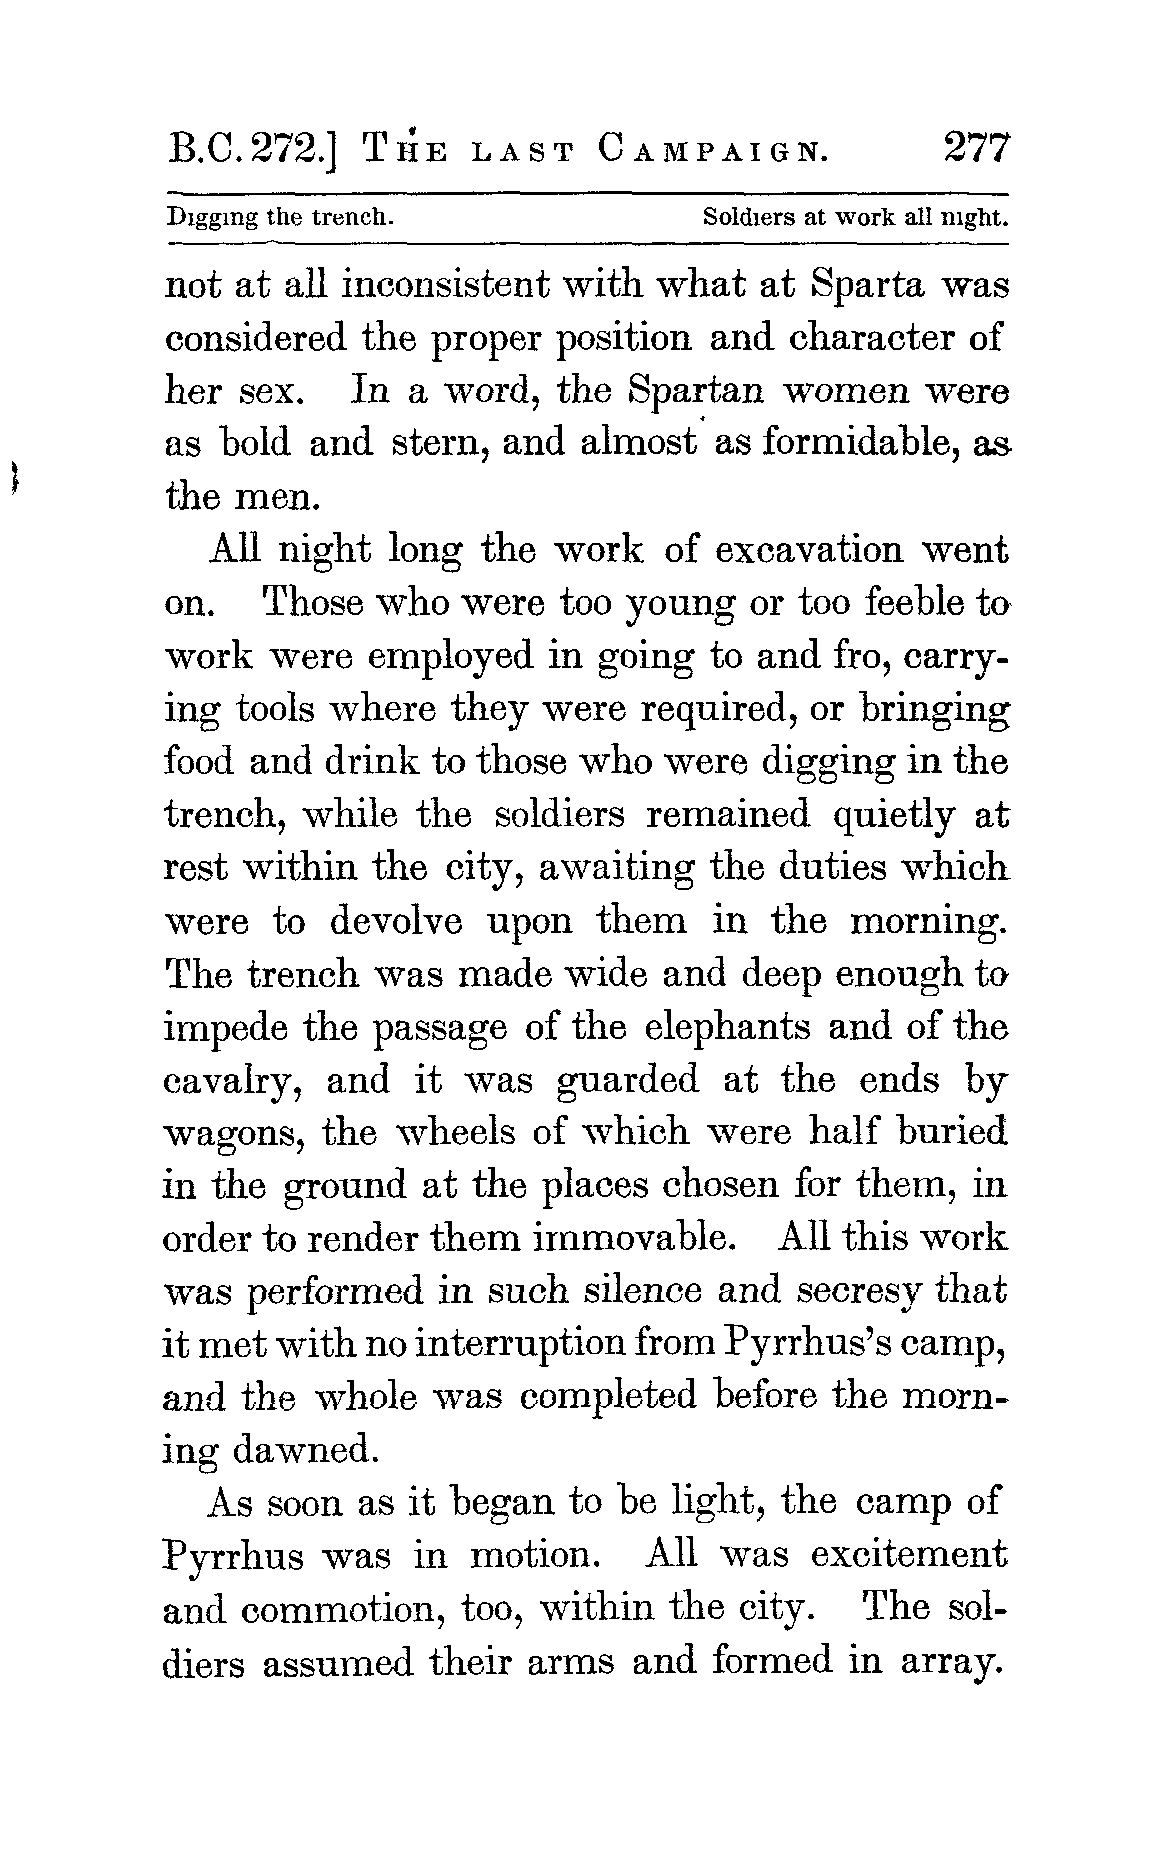 B.C. 272.] THE LAST CAMPAIGN. 277
Digging the trench. Soldiers at work all night.
not at all inconsistent with what at Sparta was
considered the proper position and character of
her sex. In a word, the Spartan women were
as bold and stern, and almost as formidable, as
the men.
All night long the work of excavation went
on. Those who were too young or too feeble to
work were employed in going to and fro, carry-
ing tools where they were required, or bringing
food and drink to those who were digging in the
trench, while the soldiers remained quietly at
rest within the city, awaiting the duties which
were to devolve upon them in the morning.
The trench was made wide and deep enough to
impede the passage of the elephants and of the
cavalry, and it was guarded at the ends by
wagons, the wheels of which were half buried
in the ground at the places chosen for them, in
order to render them immovable. All this work
was performed in such silence and secresy that
it met with no interruption from Pyrrhus's camp,
and the whole was completed before the morn-
ing dawned.
As soon as it began to be light, the camp of
Pyrrhus was in motion. All was excitement
and commotion, too, within the city. The sol-
diers assumed their arms and formed in array.